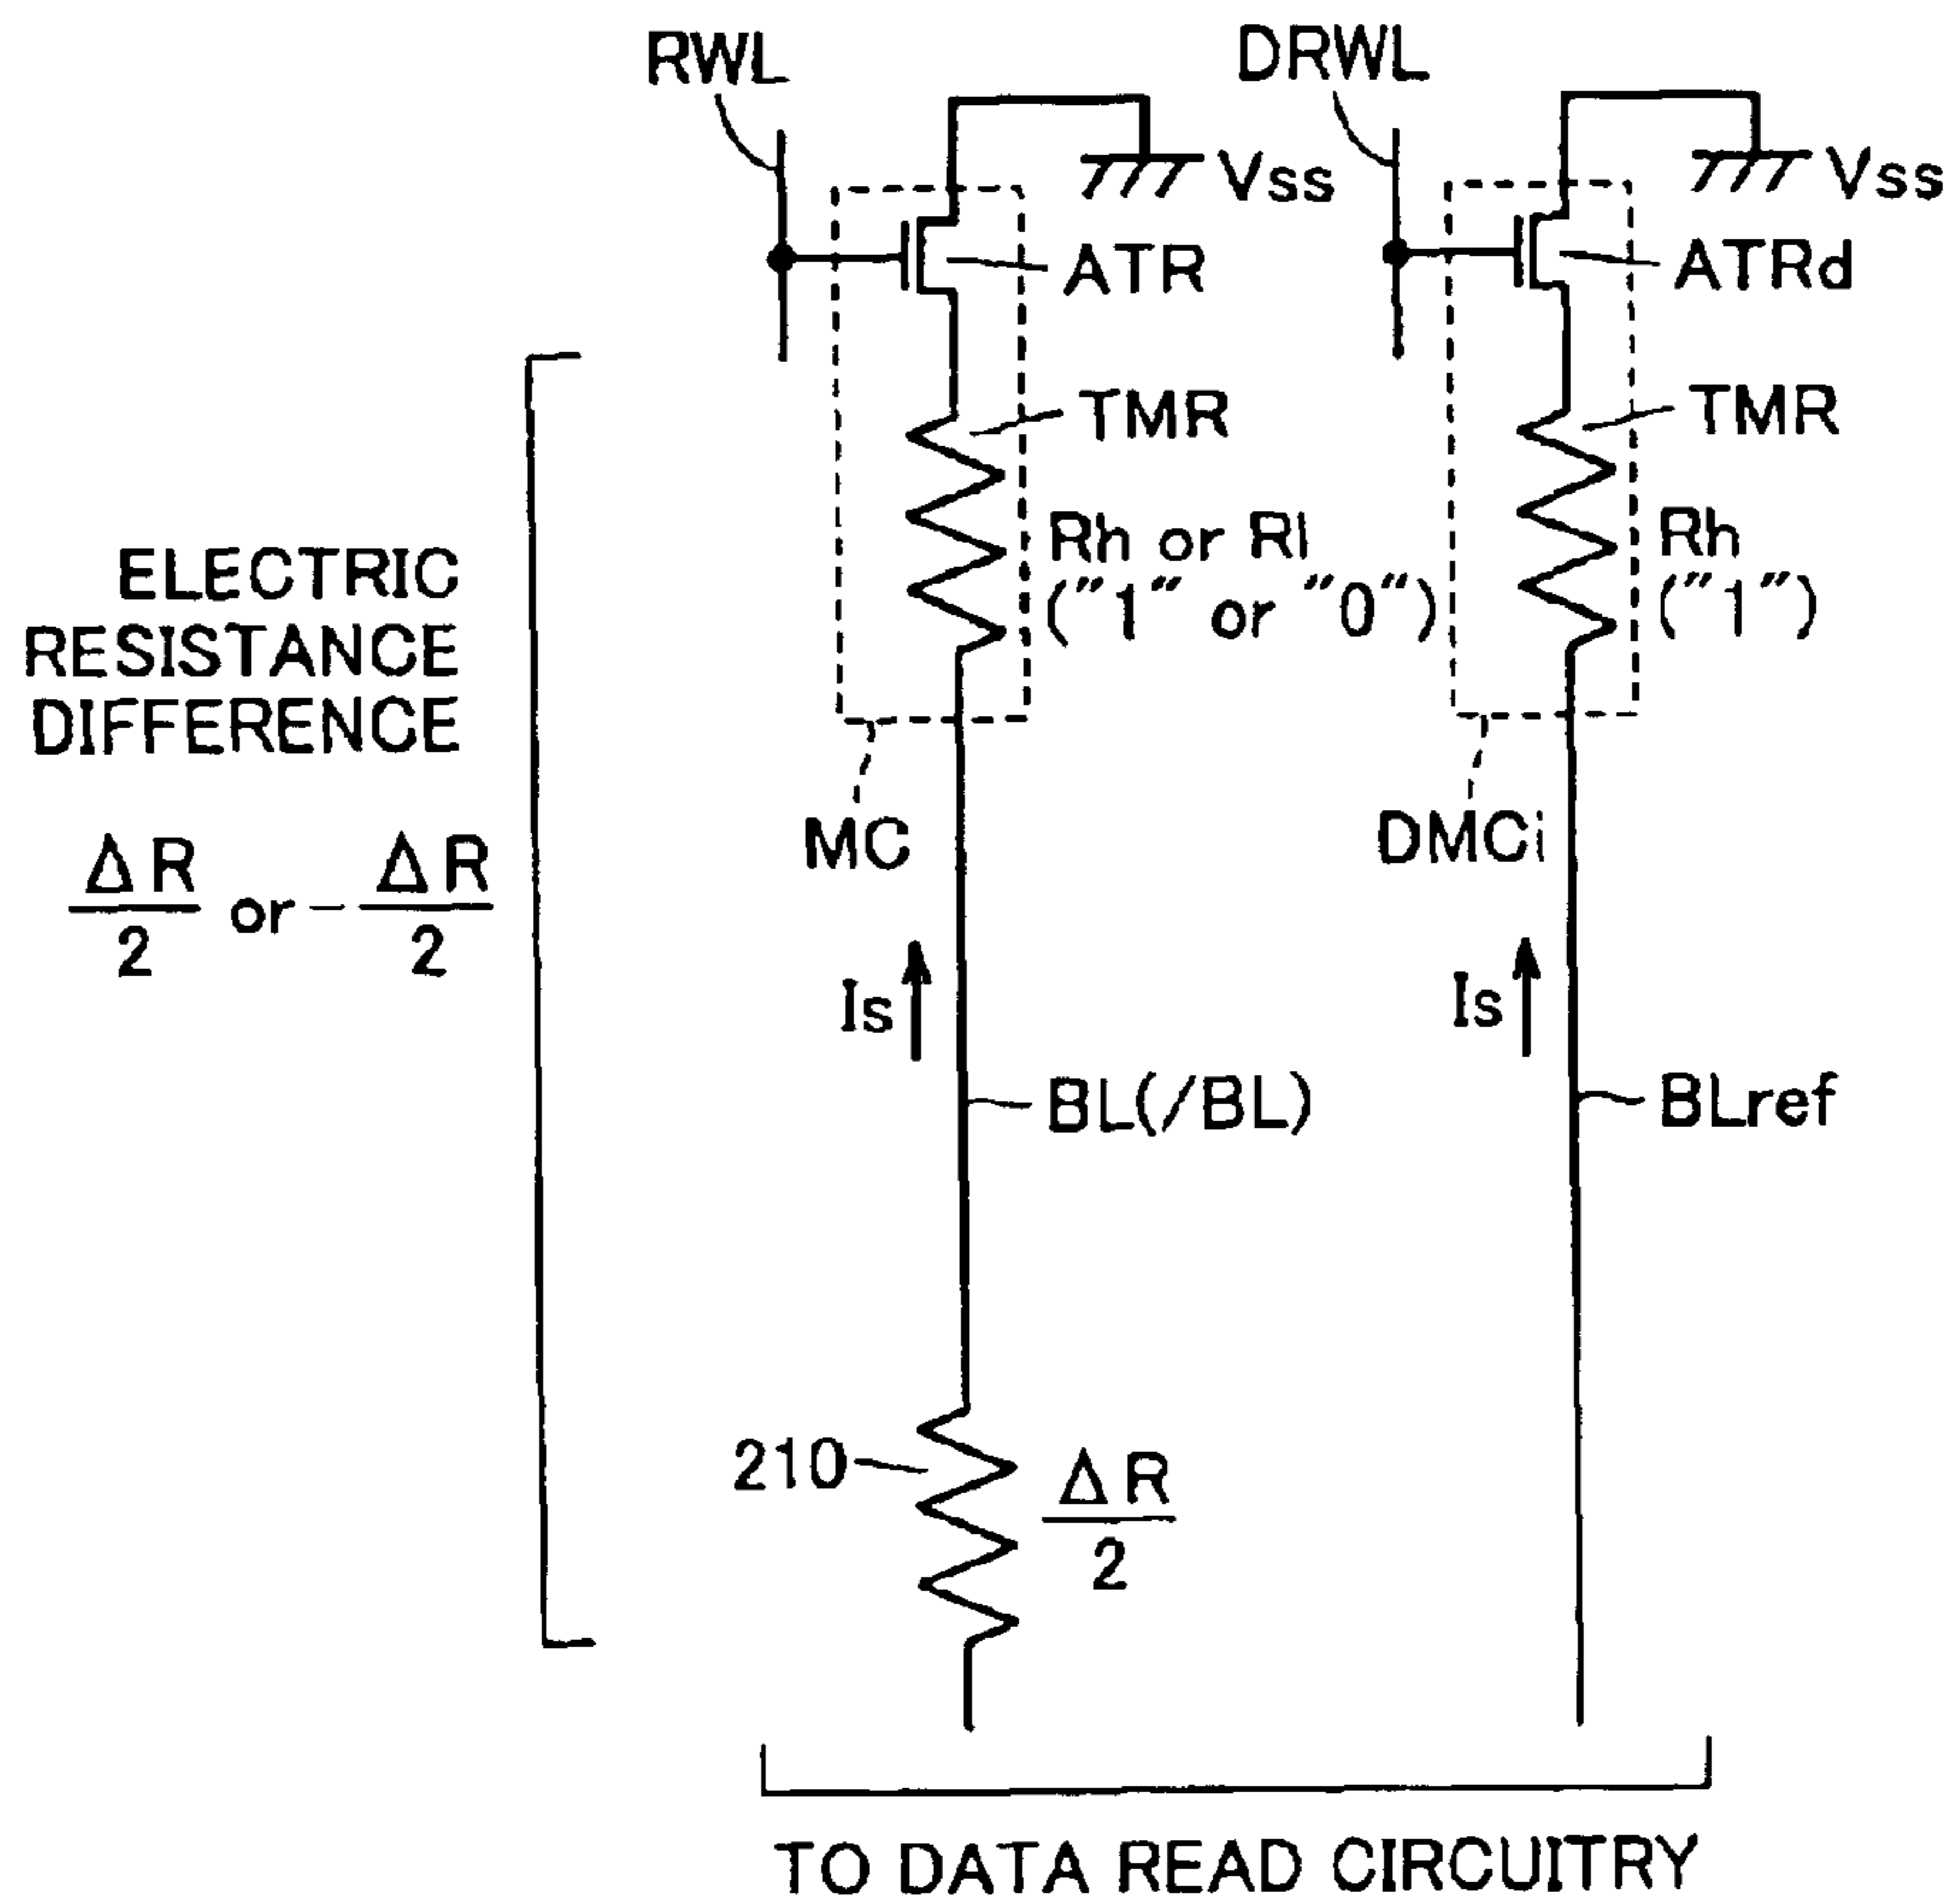 RWL
DRWL
Vss
Vss
ATR
ATRd
TMR
TMR
Rh or Rl
("1" or "0")
Rh
("1")
ELECTRIC
RESISTANCE
DIFFERENCE
ΔR/2 or -ΔR/2
MC
DMCi
Is
Is
BL(/BL)
BLref
210
ΔR/2
TO DATA READ CIRCUITRY